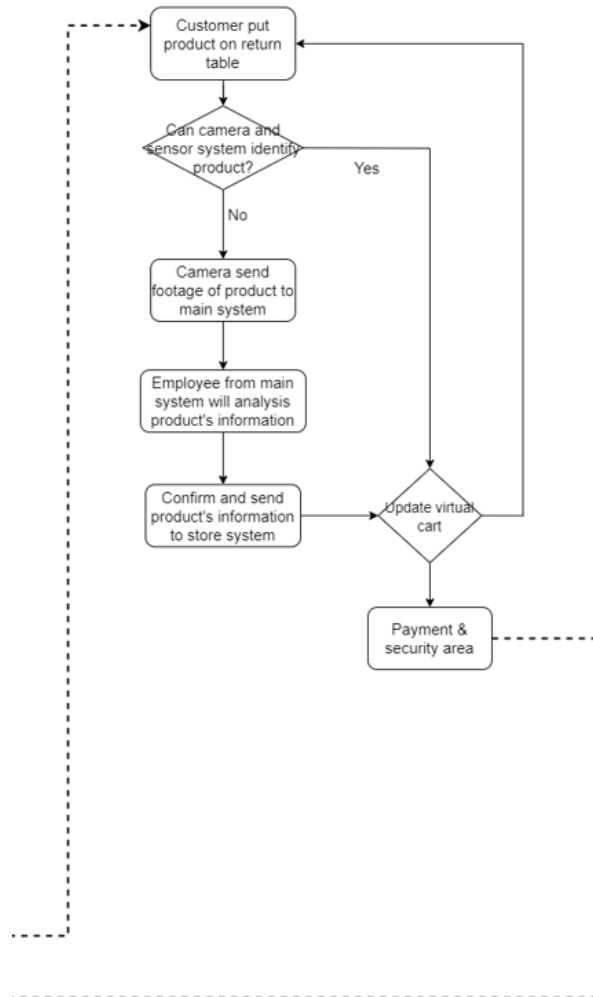 Customer put
product on return
table
Can camera and
sensor system identify
product?
Yes
No
Camera send
footage of product to
main system
Employee from main
system will analysis
product's information
Confirm and send
product's information
to store system
Update virtual
cart
Payment &
security area